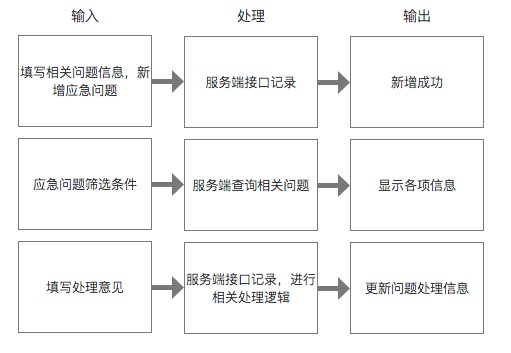 输入
处理
输出
填写相关问题信息，新
增应急问题
服务端接口记录
新增成功
应急问题筛选条件
服务端查询相关问题
显示各项信息
填写处理意见
服务端接口记录，进行
相关处理逻辑
更新问题处理信息